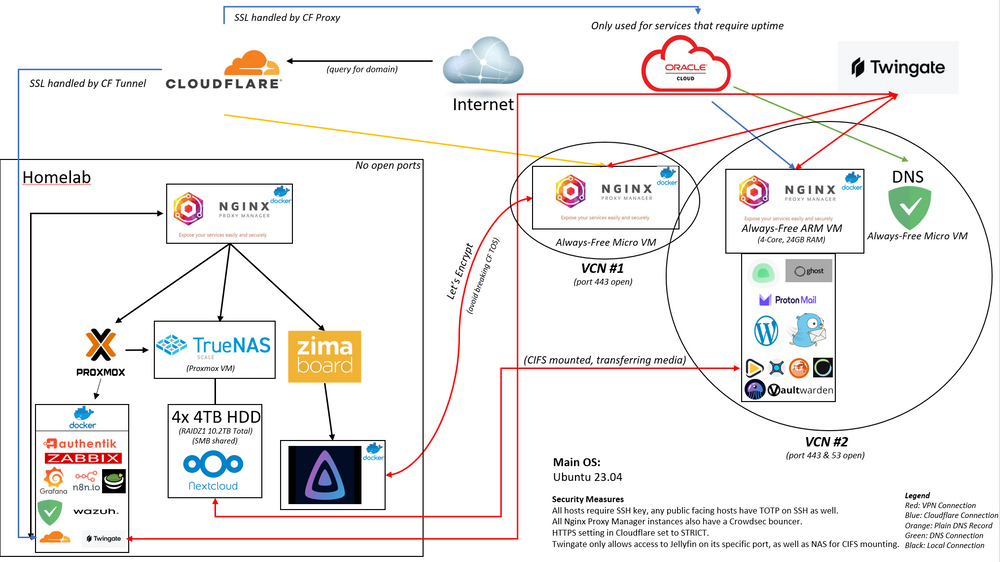 SSL handled by CF Proxy
Only used for services that require uptime
SSL handled by CF Tunnel
CLOUDFLARE
(query for domain)
Internet
ORACLE
CLOUD
Twingate
No open ports
Homelab
docker
NGINX
PROXY MANAGER
Expose your services easily and securely
docker
NGINX
PROXY MANAGER
Expose your services easily and securely
Always-Free Micro VM
VCN #1
(port 443 open)
docker
NGINX
PROXY MANAGER
Expose your services easily and securely
Always-Free ARM VM
(4-Core, 24GB RAM)
DNS
Always-Free Micro VM
ghost
ProtonMail
Vaultwarden
VCN #2
(port 443 & 53 open)
Let's Encrypt
(avoid breaking CF TOS)
(CIFS mounted, transferring media)
PROXMOX
TrueNAS
SCALE
(Proxmox VM)
zima
board
docker
authentik
ZABBIX
Grafana
n8n.io
wazuh.
Twingate
4x 4TB HDD
(RAIDZ1 10.2TB Total)
(SMB shared)
Nextcloud
docker
Main OS:
Ubuntu 23.04
Security Measures
All hosts require SSH key, any public facing hosts have TOTP on SSH as well.
All Nginx Proxy Manager instances also have a Crowdsec bouncer.
HTTPS setting in Cloudflare set to STRICT.
Twingate only allows access to Jellyfin on its specific port, as well as NAS for CIFS mounting.
Legend
Red: VPN Connection
Blue: Cloudflare Connection
Orange: Plain DNS Record
Green: DNS Connection
Black: Local Connection